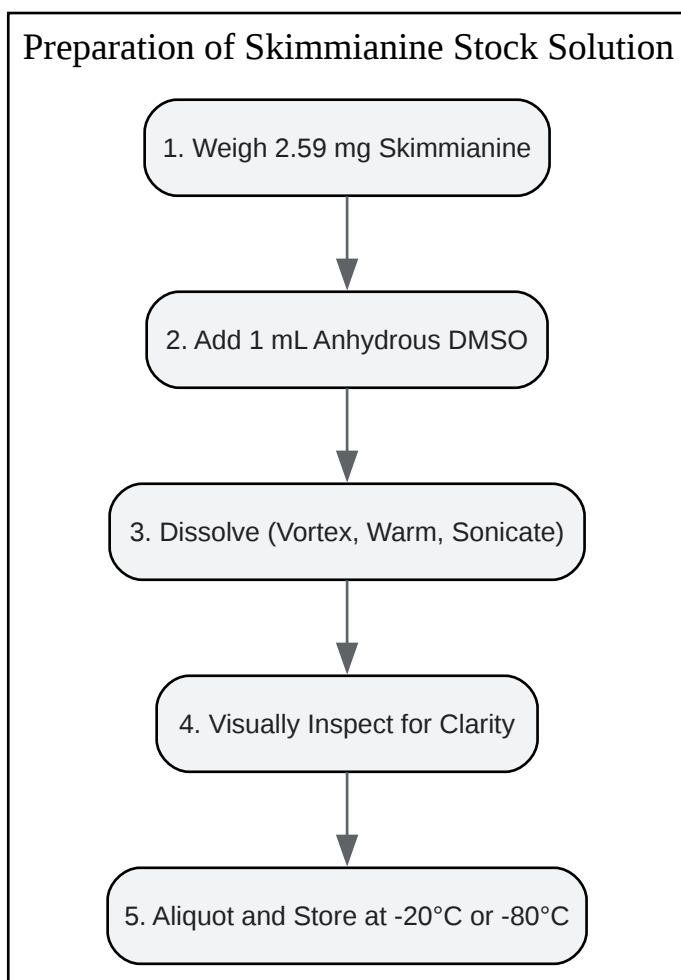 Preparation of Skimmianine Stock Solution
1. Weigh 2.59 mg Skimmianine
2. Add 1 mL Anhydrous DMSO
3. Dissolve (Vortex, Warm, Sonicate)
4. Visually Inspect for Clarity
5. Aliquot and Store at -20°C or -80°C